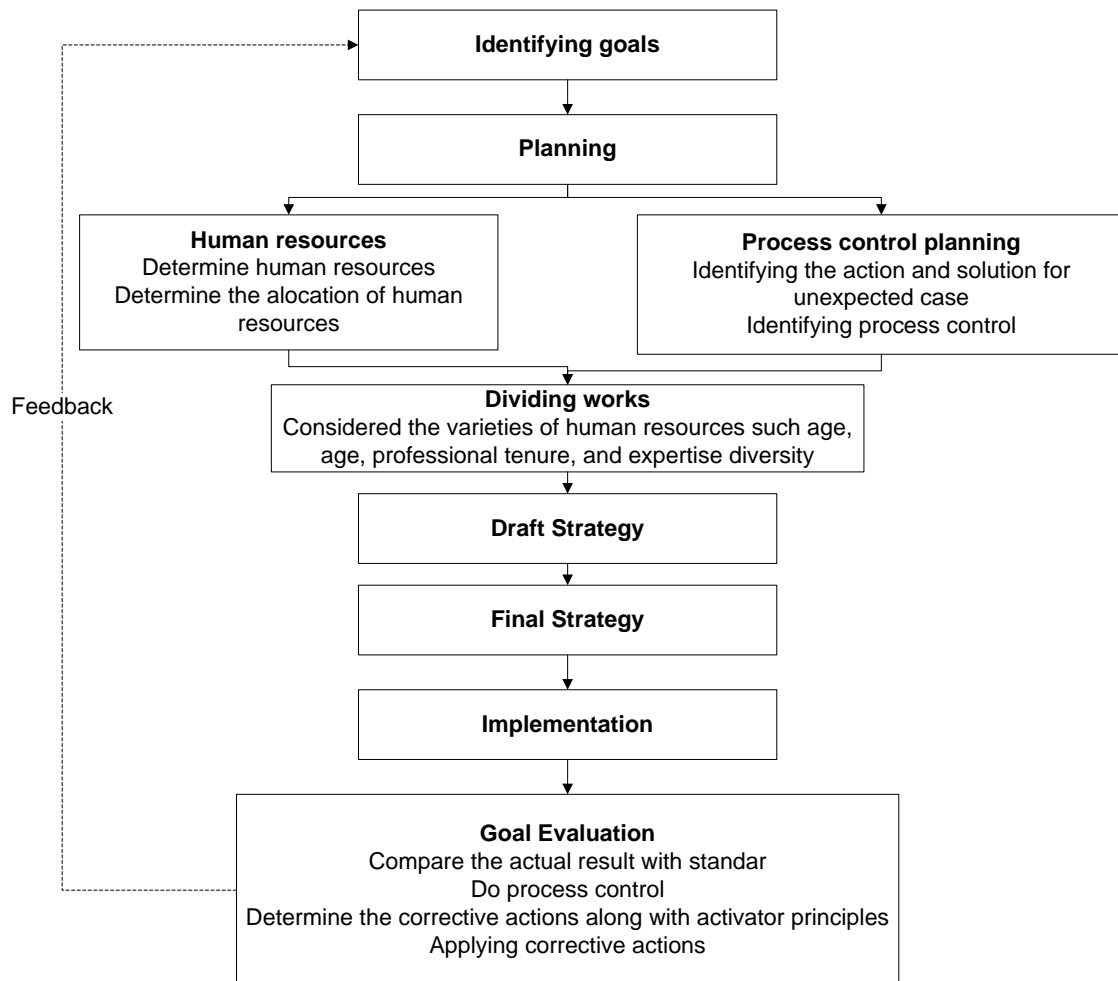 Identifying goals
Planning
Human resources
Determine human resources
Determine the alocation of human
resources
Process control planning
Identifying the action and solution for
unexpected case
Identifying process control
Feedback
Dividing works
Considered the varieties of human resources such age,
age, professional tenure, and expertise diversity
Draft Strategy
Final Strategy
Implementation
Goal Evaluation
Compare the actual result with standar
Do process control
Determine the corrective actions along with activator principles
Applying corrective actions